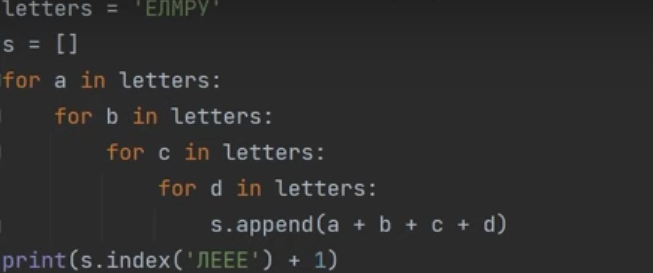 letters = 'ЕЛМРУ'
s = []
for a in letters:
    for b in letters:
        for c in letters:
            for d in letters:
                s.append(a + b + c + d)
print(s.index('ЛЕЕЕ') + 1)